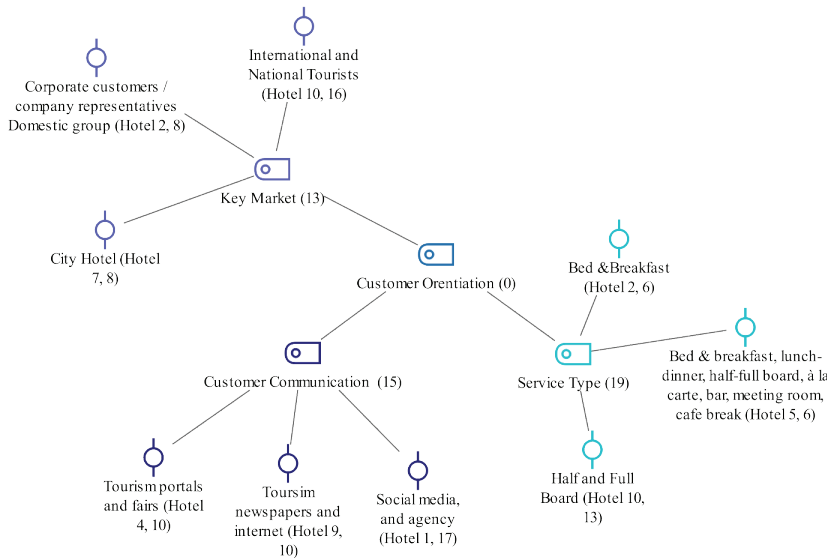 International and
National Tourists
(Hotel 10, 16)
Corporate customers /
company representatives
Domestic group (Hotel 2, 8)
Key Market (13)
City Hotel (Hotel
7, 8)
Customer Orentiation (0)
Bed &Breakfast
(Hotel 2, 6)
Customer Communication (15)
Service Type (19)
Bed & breakfast, lunch-
dinner, half-full board, à la
carte, bar, meeting room,
cafe break (Hotel 5, 6)
Tourism portals
and fairs (Hotel
4, 10)
Toursim
newspapers and
internet (Hotel 9,
10)
Social media,
and agency
(Hotel 1, 17)
Half and Full
Board (Hotel 10,
13)